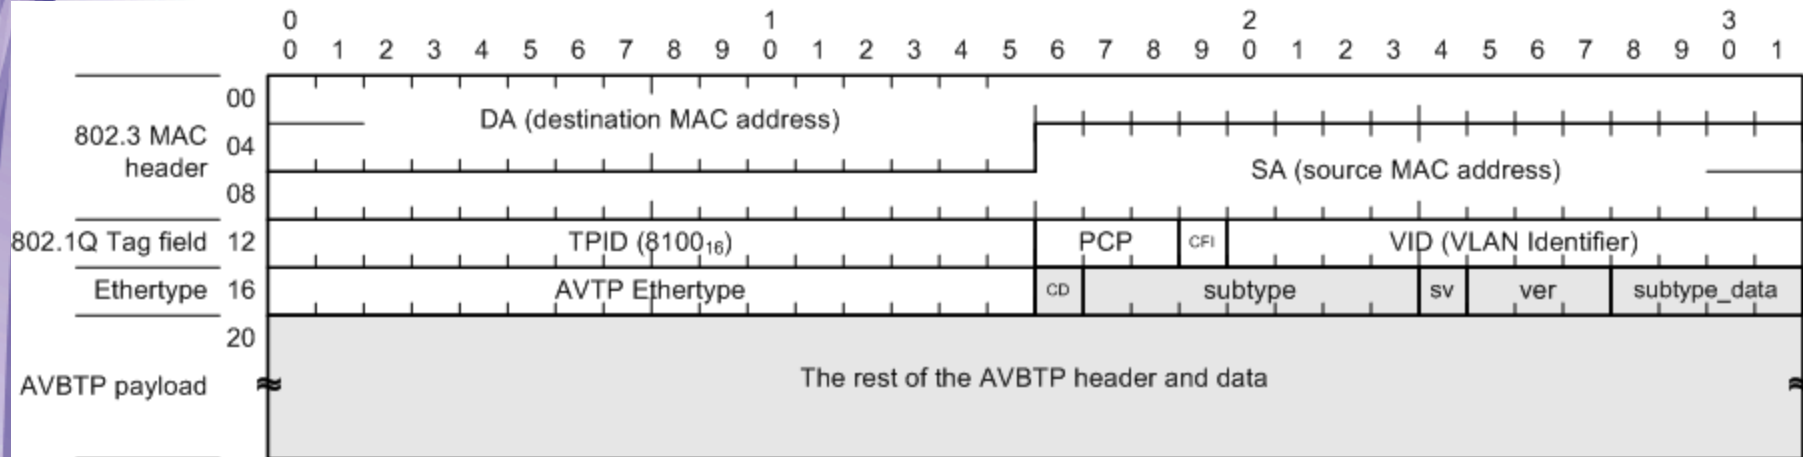 0 1 2 3
0 1 2 3 4 5 6 7 8 9 0 1 2 3 4 5 6 7 8 9 0 1 2 3 4 5 6 7 8 9 0 1
00
DA (destination MAC address)
802.3 MAC
header
04
SA (source MAC address)
08
802.1Q Tag field 12 TPID (8100₁₆) PCP CFI VID (VLAN Identifier)
Ethertype 16 AVTP Ethertype CD subtype sv ver subtype_data
20
AVBTP payload The rest of the AVBTP header and data